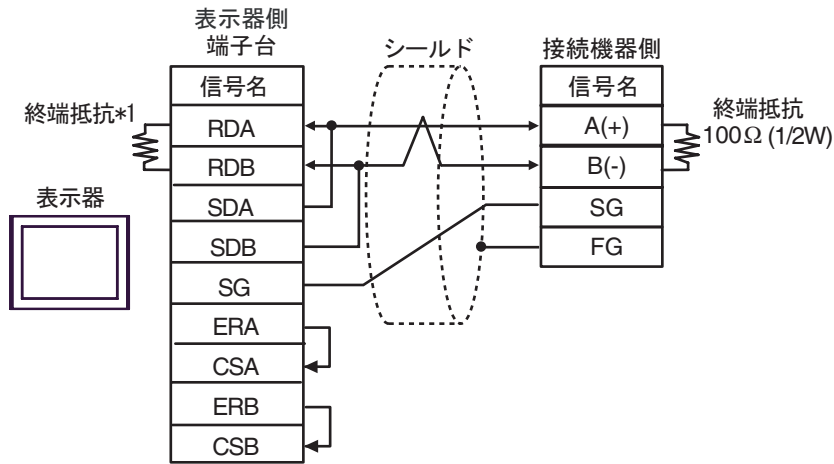 表示器側
端子台
シールド
接続機器側
信号名
信号名
終端抵抗*1
RDA
A(+)
終端抵抗
100Ω (1/2W)
RDB
B(-)
表示器
SDA
SG
SDB
FG
SG
ERA
CSA
ERB
CSB